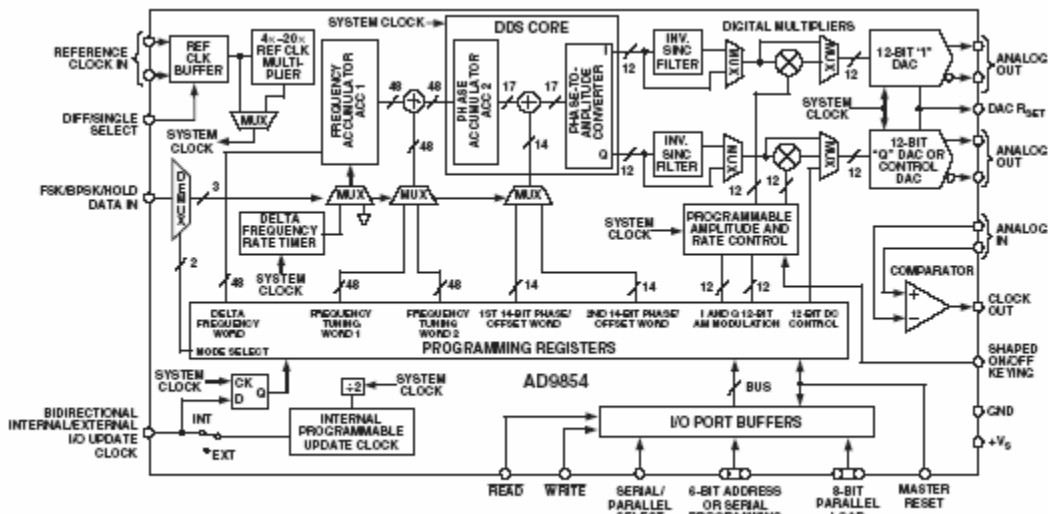 SYSTEM CLOCK
DDS CORE
DIGITAL MULTIPLIERS
REFERENCE
CLOCK IN
REF
CLK
BUFFER
4×–20×
REF CLK
MULTI-
PLIER
MUX
DIFF/SINGLE
SELECT
SYSTEM
CLOCK
FREQUENCY
ACCUMULATOR
ACC 1
48
48
48
PHASE
ACCUMULATOR
ACC 2
17
17
14
PHASE-TO-
AMPLITUDE
CONVERTER
I
Q
12
12
INV.
SINC
FILTER
MUX
12
MUX
12
12-BIT "I"
DAC
ANALOG
OUT
SYSTEM
CLOCK
DAC RSET
INV.
SINC
FILTER
MUX
12
12
12
MUX
12
12-BIT
"Q" DAC OR
CONTROL
DAC
ANALOG
OUT
FSK/BPSK/HOLD
DATA IN
DEMUX
3
2
MUX
MUX
MUX
DELTA
FREQUENCY
RATE TIMER
SYSTEM
CLOCK
SYSTEM
CLOCK
PROGRAMMABLE
AMPLITUDE AND
RATE CONTROL
ANALOG
IN
COMPARATOR
+
–
CLOCK
OUT
48
48
48
14
14
12
12
DELTA
FREQUENCY
WORD
FREQUENCY
TUNING
WORD 1
FREQUENCY
TUNING
WORD 2
1ST 14-BIT PHASE/
OFFSET WORD
2ND 14-BIT PHASE/
OFFSET WORD
I AND Q 12-BIT
AM MODULATION
12-BIT DC
CONTROL
MODE SELECT
PROGRAMMING REGISTERS
SHAPED
ON/OFF
KEYING
SYSTEM
CLOCK
CK
D
Q
÷2
SYSTEM
CLOCK
AD9854
BUS
BIDIRECTIONAL
INTERNAL/EXTERNAL
I/O UPDATE
CLOCK
INT
EXT
INTERNAL
PROGRAMMABLE
UPDATE CLOCK
I/O PORT BUFFERS
GND
+VS
READ
WRITE
SERIAL/
PARALLEL
SELECT
6-BIT ADDRESS
OR SERIAL
PROGRAMMING
8-BIT
PARALLEL
LOAD
MASTER
RESET